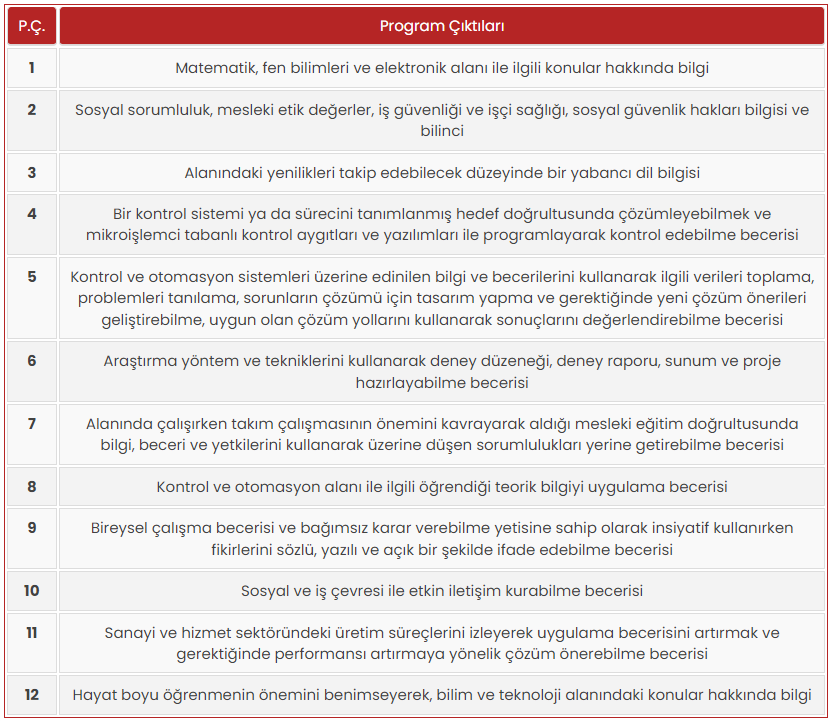 P.Ç. Program Çıktıları
1 Matematik, fen bilimleri ve elektronik alanı ile ilgili konular hakkında bilgi
2 Sosyal sorumluluk, mesleki etik değerler, iş güvenliği ve işçi sağlığı, sosyal güvenlik hakları bilgisi ve
bilinci
3 Alanındaki yenilikleri takip edebilecek düzeyinde bir yabancı dil bilgisi
4 Bir kontrol sistemi ya da sürecini tanımlanmış hedef doğrultusunda çözümleyebilmek ve
mikroişlemci tabanlı kontrol aygıtları ve yazılımları ile programlayarak kontrol edebilme becerisi
5 Kontrol ve otomasyon sistemleri üzerine edinilen bilgi ve becerilerini kullanarak ilgili verileri toplama,
problemleri tanılama, sorunların çözümü için tasarım yapma ve gerektiğinde yeni çözüm önerileri
geliştirebilme, uygun olan çözüm yollarını kullanarak sonuçlarını değerlendirebilme becerisi
6 Araştırma yöntem ve tekniklerini kullanarak deney düzeneği, deney raporu, sunum ve proje
hazırlayabilme becerisi
7 Alanında çalışırken takım çalışmasının önemini kavrayarak aldığı mesleki eğitim doğrultusunda
bilgi, beceri ve yetkilerini kullanarak üzerine düşen sorumlulukları yerine getirebilme becerisi
8 Kontrol ve otomasyon alanı ile ilgili öğrendiği teorik bilgiyi uygulama becerisi
9 Bireysel çalışma becerisi ve bağımsız karar verebilme yetisine sahip olarak insiyatif kullanırken
fikirlerini sözlü, yazılı ve açık bir şekilde ifade edebilme becerisi
10 Sosyal ve iş çevresi ile etkin iletişim kurabilme becerisi
11 Sanayi ve hizmet sektöründeki üretim süreçlerini izleyerek uygulama becerisini artırmak ve
gerektiğinde performansı artırmaya yönelik çözüm önerebilme becerisi
12 Hayat boyu öğrenmenin önemini benimseyerek, bilim ve teknoloji alanındaki konular hakkında bilgi